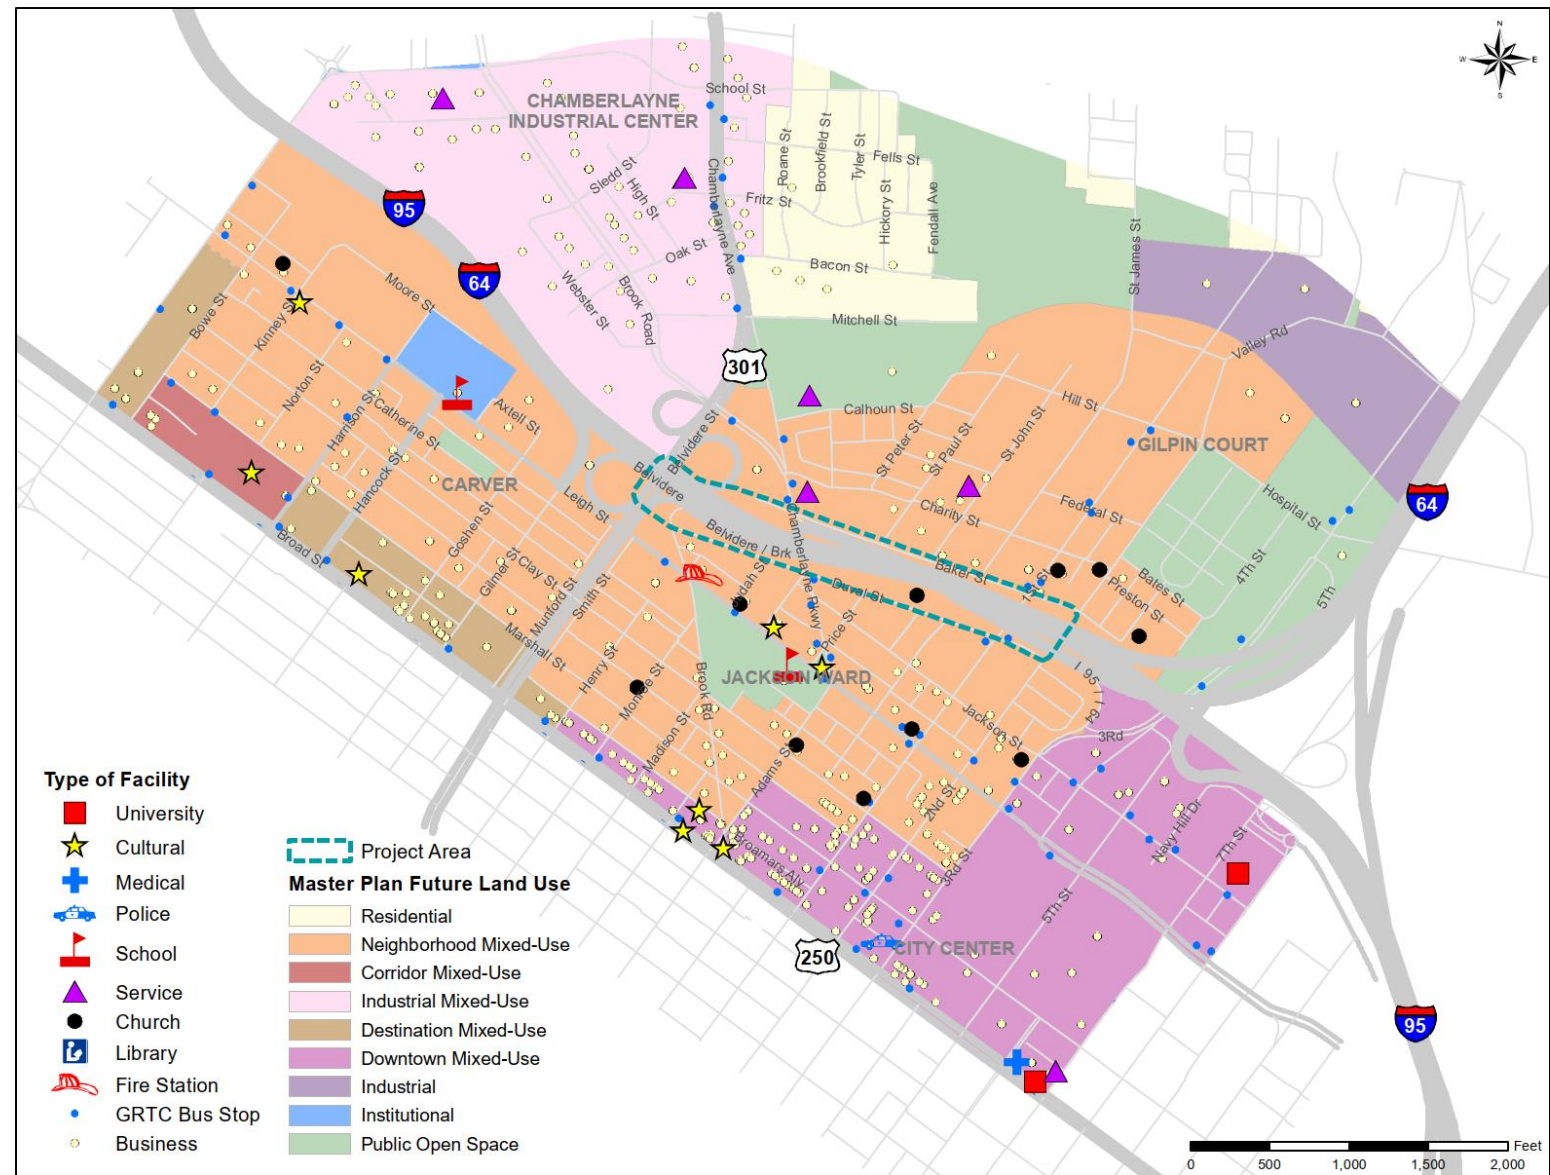 N
W
E
S
School St
CHAMBERLAYNE
INDUSTRIAL CENTER
Roane St
Brookfield St
Tyler St
Fells St
Hickory St
Fendall Ave
Sledd St
High St
Chamberlayne Ave
Fritz St
Oak St
Bacon St
Mitchell St
Webster St
Brook Road
St James St
Valley Rd
95
64
301
Moore St
Bowe St
Kinney St
Norton St
Harrison St
Catherine St
Axtell St
Hancock St
CARVER
Leigh St
Goshen St
Gilmer St
Clay St
Munford St
Smith St
Broad St
Marshall St
Belvidere St
Belvidere
Belvidere / Brk
Calhoun St
St Peter St
St Paul St
St John St
Hill St
GILPIN COURT
Charity St
Federal St
Hospital St
64
Chamberlayne Pkwy
Judah St
Duval St
Baker St
1St St
Bates St
Preston St
4Th St
5Th
Price St
JACKSON WARD
Henry St
Monroe St
Madison St
Brook Rd
Adams St
Jackson St
I 95 / I 64
3Rd
2Nd St
3Rd St
Broamars Aly
Navy Hill Dr
7Th St
5Th St
CITY CENTER
250
95
Type of Facility
University
Cultural
Medical
Police
School
Service
Church
Library
Fire Station
GRTC Bus Stop
Business
Project Area
Master Plan Future Land Use
Residential
Neighborhood Mixed-Use
Corridor Mixed-Use
Industrial Mixed-Use
Destination Mixed-Use
Downtown Mixed-Use
Industrial
Institutional
Public Open Space
Feet
0 500 1,000 1,500 2,000